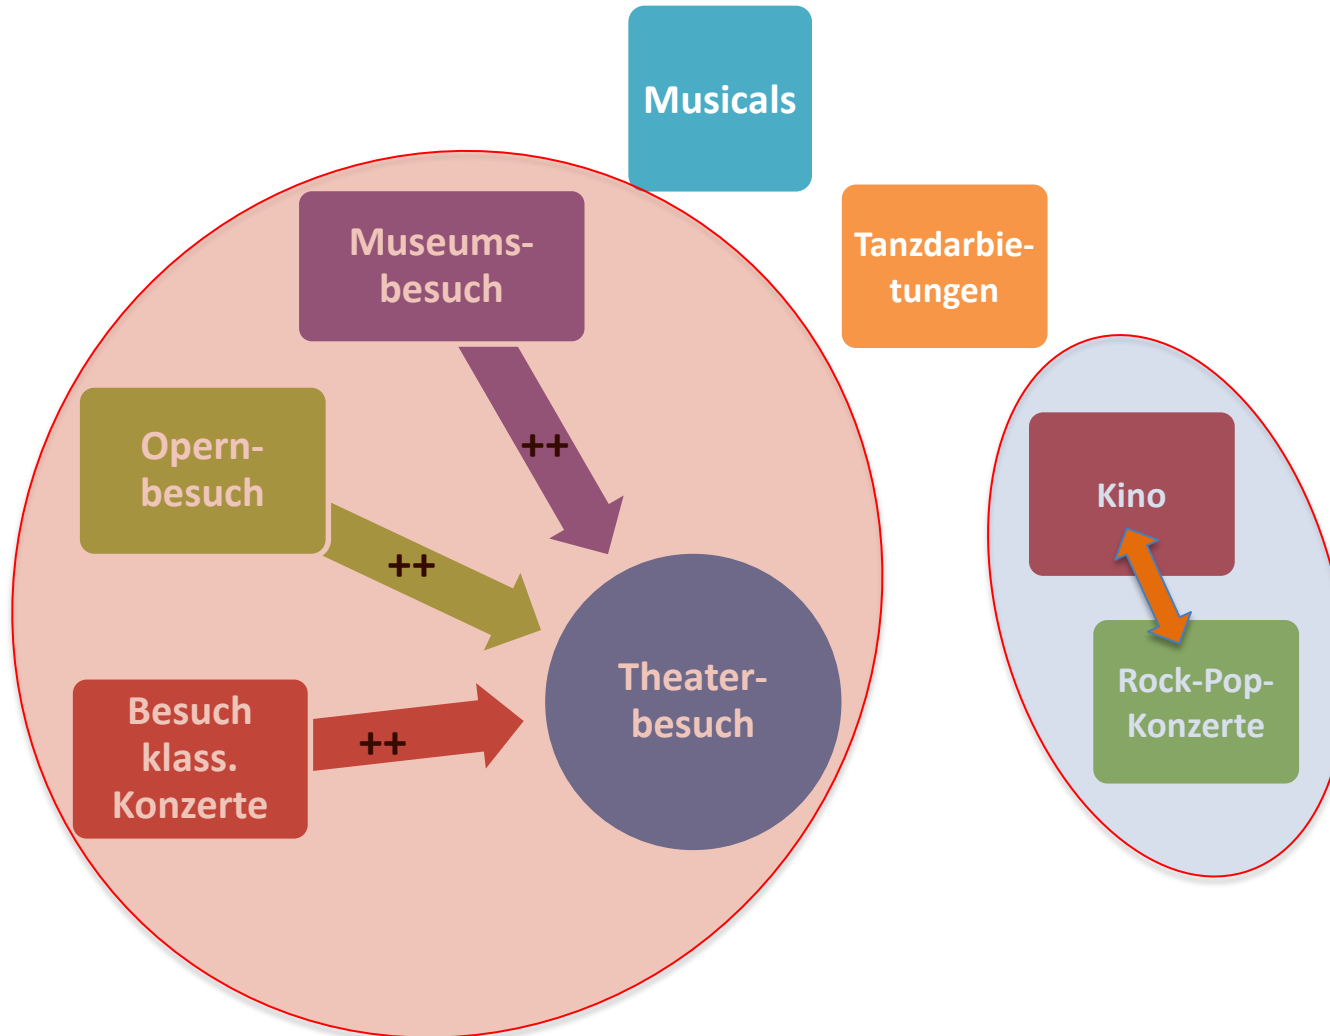 Musicals
Museums-
besuch
Tanzdarbie-
tungen
Opern-
besuch
++
Kino
++
Theater-
besuch
Besuch
klass.
Konzerte
++
Rock-Pop-
Konzerte